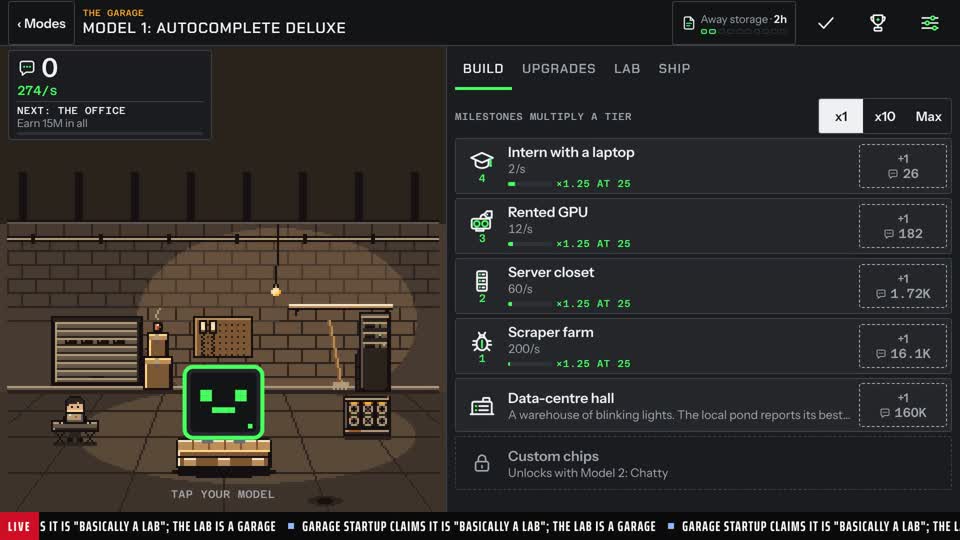 ‹ Modes
THE GARAGE
MODEL 1: AUTOCOMPLETE DELUXE
Away storage · 2h
0
274/s
NEXT: THE OFFICE
Earn 15M in all
TAP YOUR MODEL
BUILD
UPGRADES
LAB
SHIP
MILESTONES MULTIPLY A TIER
x1
x10
Max
Intern with a laptop
2/s
4
×1.25 AT 25
+1
26
Rented GPU
12/s
3
×1.25 AT 25
+1
182
Server closet
60/s
2
×1.25 AT 25
+1
1.72K
Scraper farm
200/s
1
×1.25 AT 25
+1
16.1K
Data-centre hall
A warehouse of blinking lights. The local pond reports its best...
+1
160K
Custom chips
Unlocks with Model 2: Chatty
LIVE
S IT IS "BASICALLY A LAB"; THE LAB IS A GARAGE ■ GARAGE STARTUP CLAIMS IT IS "BASICALLY A LAB"; THE LAB IS A GARAGE ■ GARAGE STARTUP CLAIMS IT IS "BASICALLY A LAB"; THE L